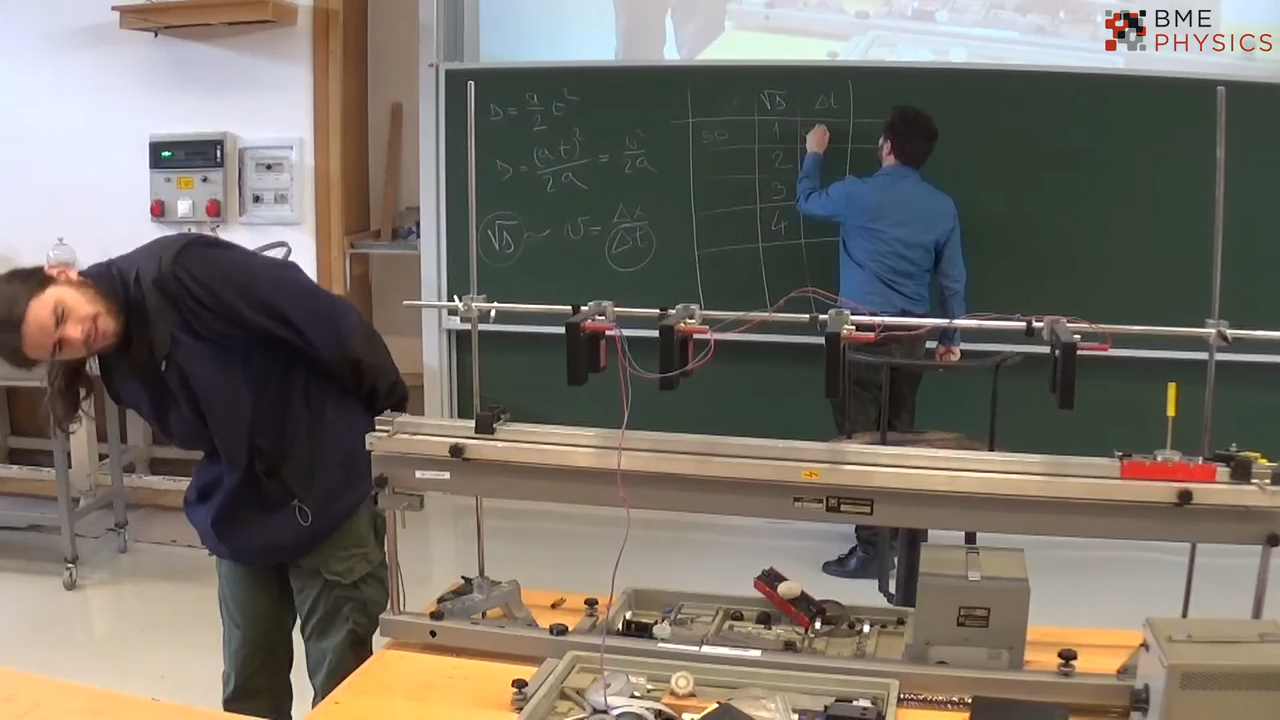 BME
PHYSICS
s = a/2 t²
s = (at)²/2a = v²/2a
√s ~ v = Δx/Δt
√s Δt
50 1
2
3
4